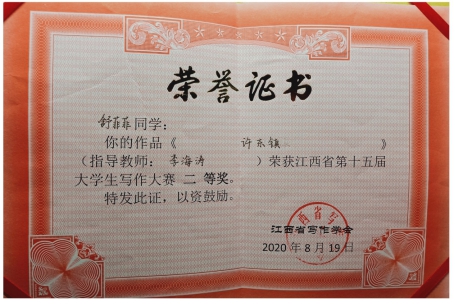 荣誉证书
舒菲菲同学：
你的作品《 许东镇 》
（指导教师：李海涛 ）荣获江西省第十五届
大学生写作大赛 二 等奖。
特发此证，以资鼓励。
江西省写作学会
2020 年 8 月 19 日